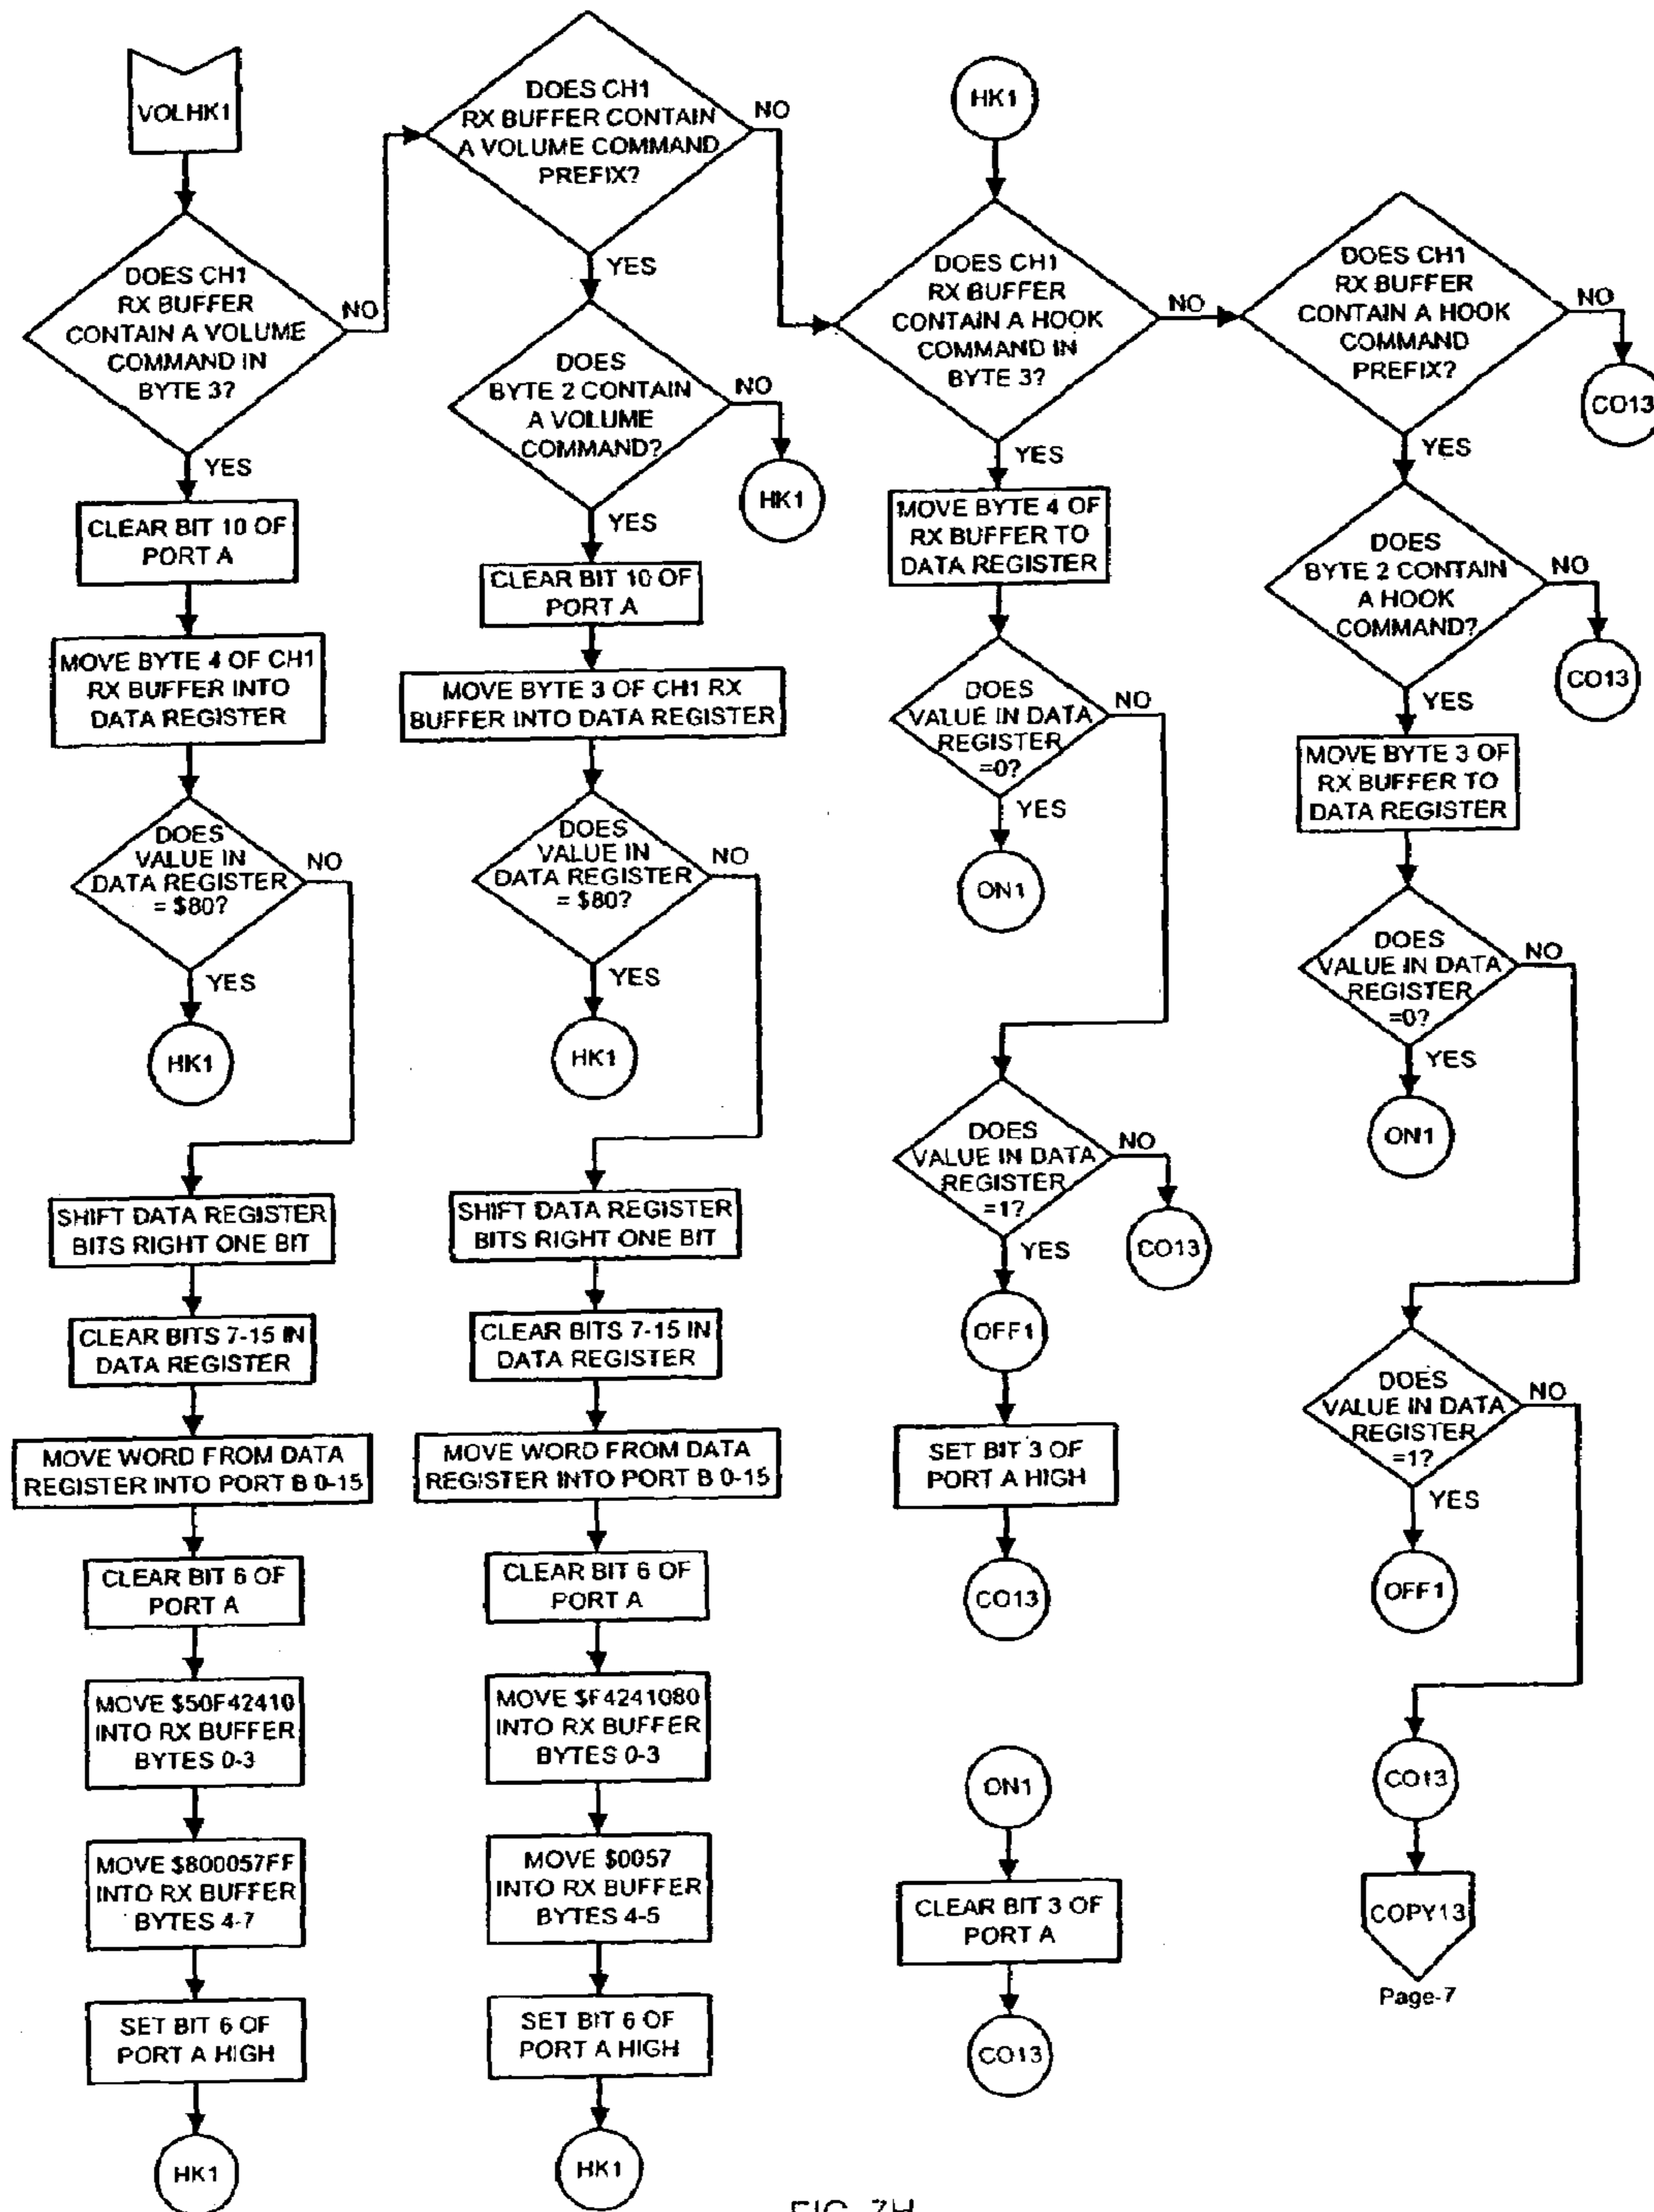 VOLHK1
DOES CH1
RX BUFFER
CONTAIN A VOLUME
COMMAND IN
BYTE 3?
NO
YES
CLEAR BIT 10 OF
PORT A
MOVE BYTE 4 OF CH1
RX BUFFER INTO
DATA REGISTER
DOES
VALUE IN
DATA REGISTER
= $80?
NO
YES
HK1
SHIFT DATA REGISTER
BITS RIGHT ONE BIT
CLEAR BITS 7-15 IN
DATA REGISTER
MOVE WORD FROM DATA
REGISTER INTO PORT B 0-15
CLEAR BIT 6 OF
PORT A
MOVE $50F42410
INTO RX BUFFER
BYTES 0-3
MOVE $800057FF
INTO RX BUFFER
BYTES 4-7
SET BIT 6 OF
PORT A HIGH
HK1
DOES CH1
RX BUFFER CONTAIN
A VOLUME COMMAND
PREFIX?
NO
YES
DOES
BYTE 2 CONTAIN
A VOLUME
COMMAND?
NO
HK1
YES
CLEAR BIT 10 OF
PORT A
MOVE BYTE 3 OF CH1 RX
BUFFER INTO DATA REGISTER
DOES
VALUE IN
DATA REGISTER
= $80?
NO
YES
HK1
SHIFT DATA REGISTER
BITS RIGHT ONE BIT
CLEAR BITS 7-15 IN
DATA REGISTER
MOVE WORD FROM DATA
REGISTER INTO PORT B 0-15
CLEAR BIT 6 OF
PORT A
MOVE $F4241080
INTO RX BUFFER
BYTES 0-3
MOVE $0057
INTO RX BUFFER
BYTES 4-5
SET BIT 6 OF
PORT A HIGH
HK1
HK1
DOES CH1
RX BUFFER
CONTAIN A HOOK
COMMAND IN
BYTE 3?
NO
YES
MOVE BYTE 4 OF
RX BUFFER TO
DATA REGISTER
DOES
VALUE IN DATA
REGISTER
=0?
NO
YES
ON1
DOES
VALUE IN DATA
REGISTER
=1?
NO
CO13
YES
OFF1
SET BIT 3 OF
PORT A HIGH
CO13
ON1
CLEAR BIT 3 OF
PORT A
CO13
DOES CH1
RX BUFFER
CONTAIN A HOOK
COMMAND
PREFIX?
NO
CO13
YES
DOES
BYTE 2 CONTAIN
A HOOK
COMMAND?
NO
CO13
YES
MOVE BYTE 3 OF
RX BUFFER TO
DATA REGISTER
DOES
VALUE IN DATA
REGISTER
=0?
NO
YES
ON1
DOES
VALUE IN DATA
REGISTER
=1?
NO
YES
OFF1
CO13
COPY13
Page-7
FIG. 7H